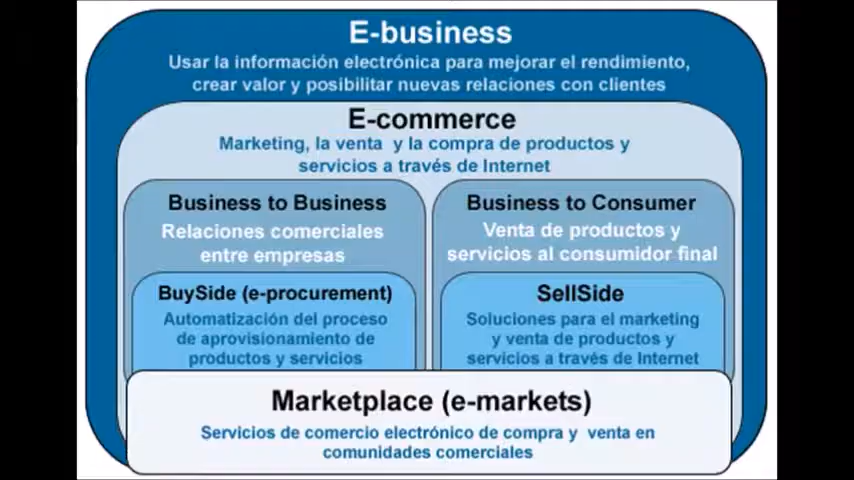 E-business
Usar la información electrónica para mejorar el rendimiento,
crear valor y posibilitar nuevas relaciones con clientes
E-commerce
Marketing, la venta y la compra de productos y
servicios a través de Internet
Business to Business
Relaciones comerciales
entre empresas
Business to Consumer
Venta de productos y
servicios al consumidor final
BuySide (e-procurement)
Automatización del proceso
de aprovisionamiento de
productos y servicios
SellSide
Soluciones para el marketing
y venta de productos y
servicios a través de Internet
Marketplace (e-markets)
Servicios de comercio electrónico de compra y venta en
comunidades comerciales